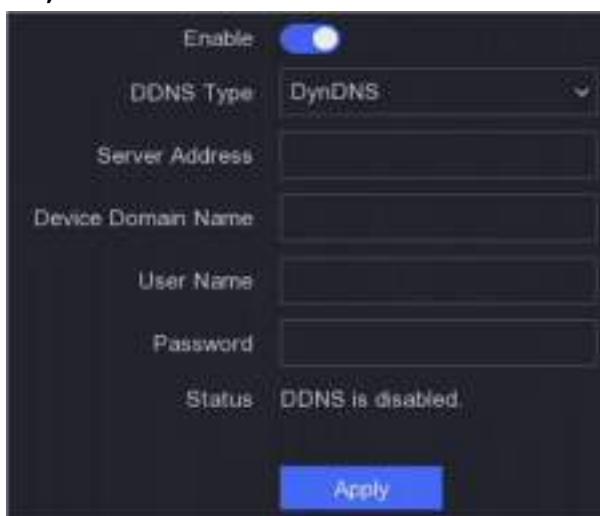 Enable
DDNS Type DynDNS
Server Address
Device Domain Name
User Name
Password
Status DDNS is disabled.
Apply